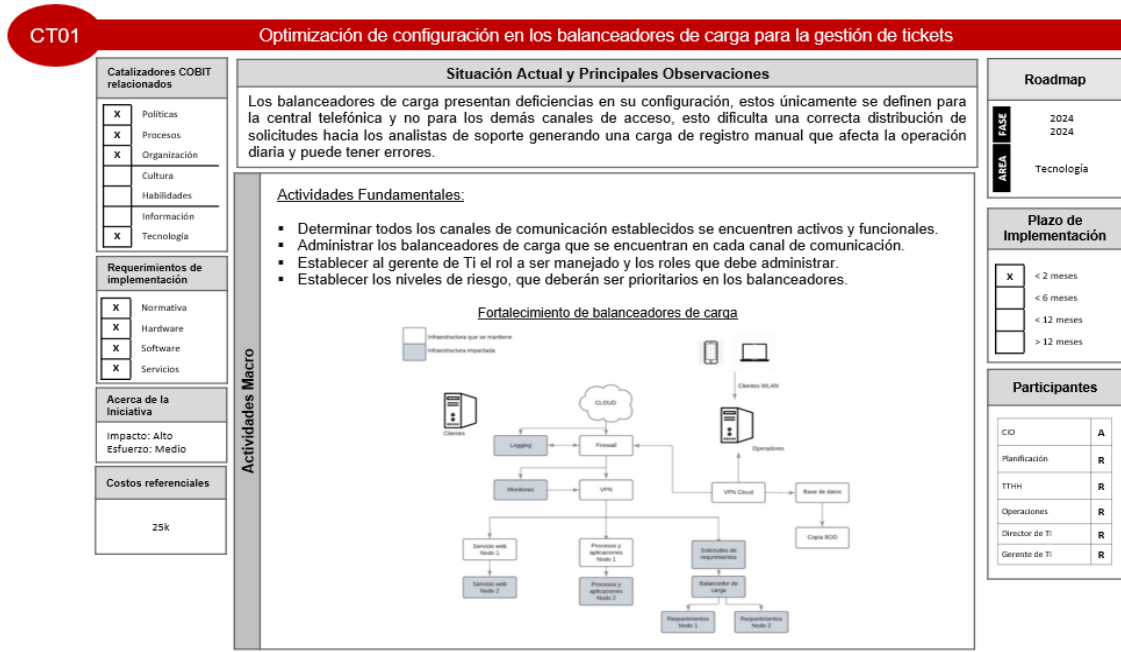 CT01
Optimización de configuración en los balanceadores de carga para la gestión de tickets
Catalizadores COBIT
relacionados
X Políticas
X Procesos
X Organización
Cultura
Habilidades
Información
X Tecnología
Requerimientos de
implementación
X Normativa
X Hardware
X Software
X Servicios
Acerca de la
Iniciativa
Impacto: Alto
Esfuerzo: Medio
Costos referenciales
25k
Situación Actual y Principales Observaciones
Los balanceadores de carga presentan deficiencias en su configuración, estos únicamente se definen para
la central telefónica y no para los demás canales de acceso, esto dificulta una correcta distribución de
solicitudes hacia los analistas de soporte generando una carga de registro manual que afecta la operación
diaria y puede tener errores.
Actividades Macro
Actividades Fundamentales:
▪ Determinar todos los canales de comunicación establecidos se encuentren activos y funcionales.
▪ Administrar los balanceadores de carga que se encuentran en cada canal de comunicación.
▪ Establecer al gerente de Ti el rol a ser manejado y los roles que debe administrar.
▪ Establecer los niveles de riesgo, que deberán ser prioritarios en los balanceadores.
Fortalecimiento de balanceadores de carga
Infraestructura que se mantiene
Infraestructura impactada
Clientes WLAN
CLOUD
Clientes
Operadores
Logging
Firewall
Monitoreo
VPN
VPN Cloud
Base de datos
Copia BDD
Servicio web
Nodo 1
Procesos y
aplicaciones
Nodo 1
Solicitudes de
requrimientos
Servicio web
Nodo 2
Procesos y
aplicaciones
Nodo 2
Balanceador de
carga
Requerimientos
Nodo 1
Requerimientos
Nodo 2
Roadmap
FASE
2024
2024
AREA
Tecnología
Plazo de
Implementación
X < 2 meses
< 6 meses
< 12 meses
> 12 meses
Participantes
CIO A
Planificación R
TTHH R
Operaciones R
Director de TI R
Gerente de TI R